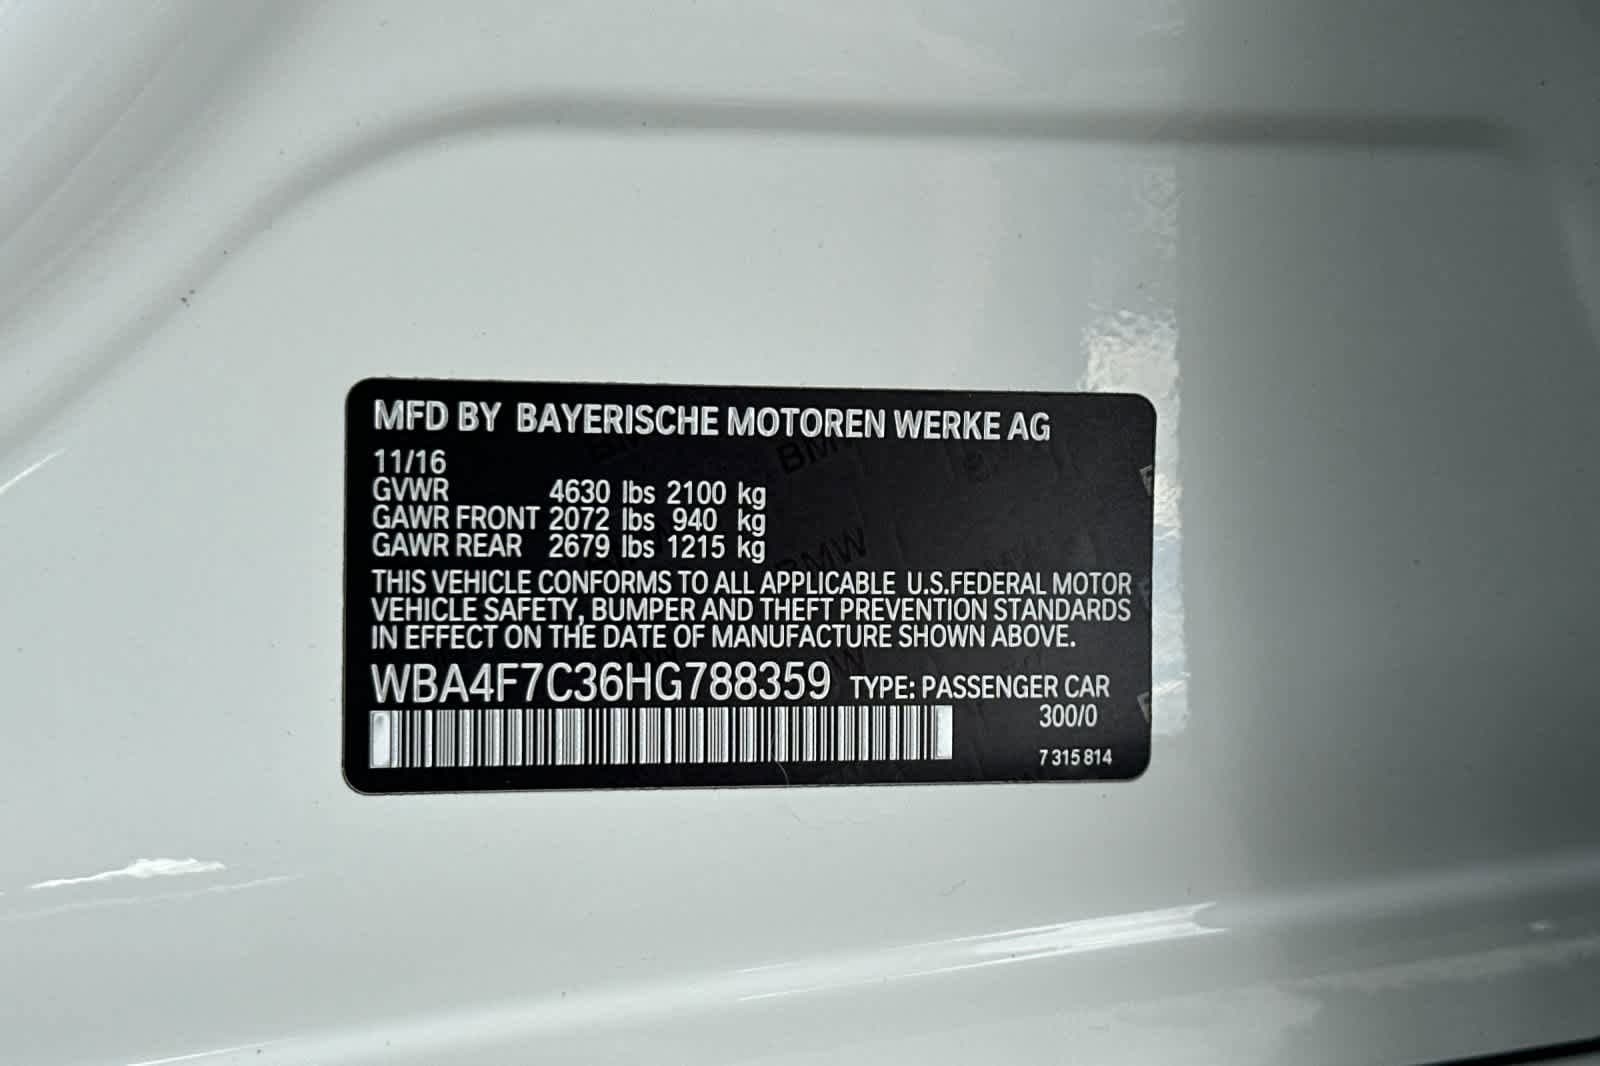 MFD BY BAYERISCHE MOTOREN WERKE AG
11/16
GVWR 4630 lbs 2100 kg
GAWR FRONT 2072 lbs 940 kg
GAWR REAR 2679 lbs 1215 kg
THIS VEHICLE CONFORMS TO ALL APPLICABLE U.S.FEDERAL MOTOR
VEHICLE SAFETY, BUMPER AND THEFT PREVENTION STANDARDS
IN EFFECT ON THE DATE OF MANUFACTURE SHOWN ABOVE.
WBA4F7C36HG788359 TYPE: PASSENGER CAR
300/0
7 315 814
BMW
BMW